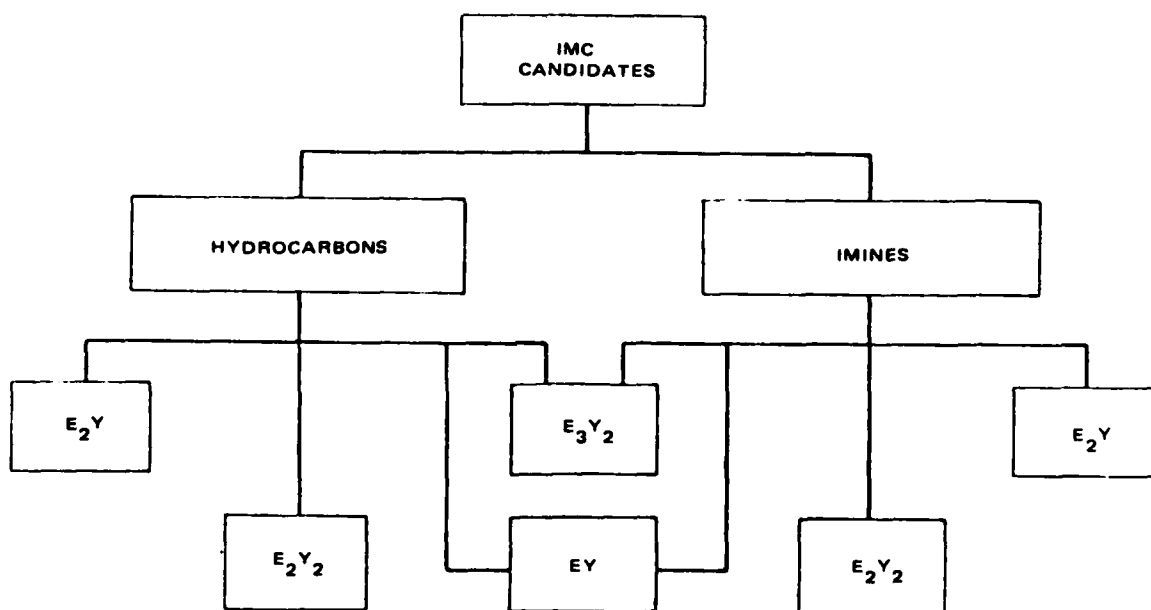 IMC
CANDIDATES
HYDROCARBONS
IMINES
E₂Y
E₃Y₂
E₂Y
E₂Y₂
EY
E₂Y₂